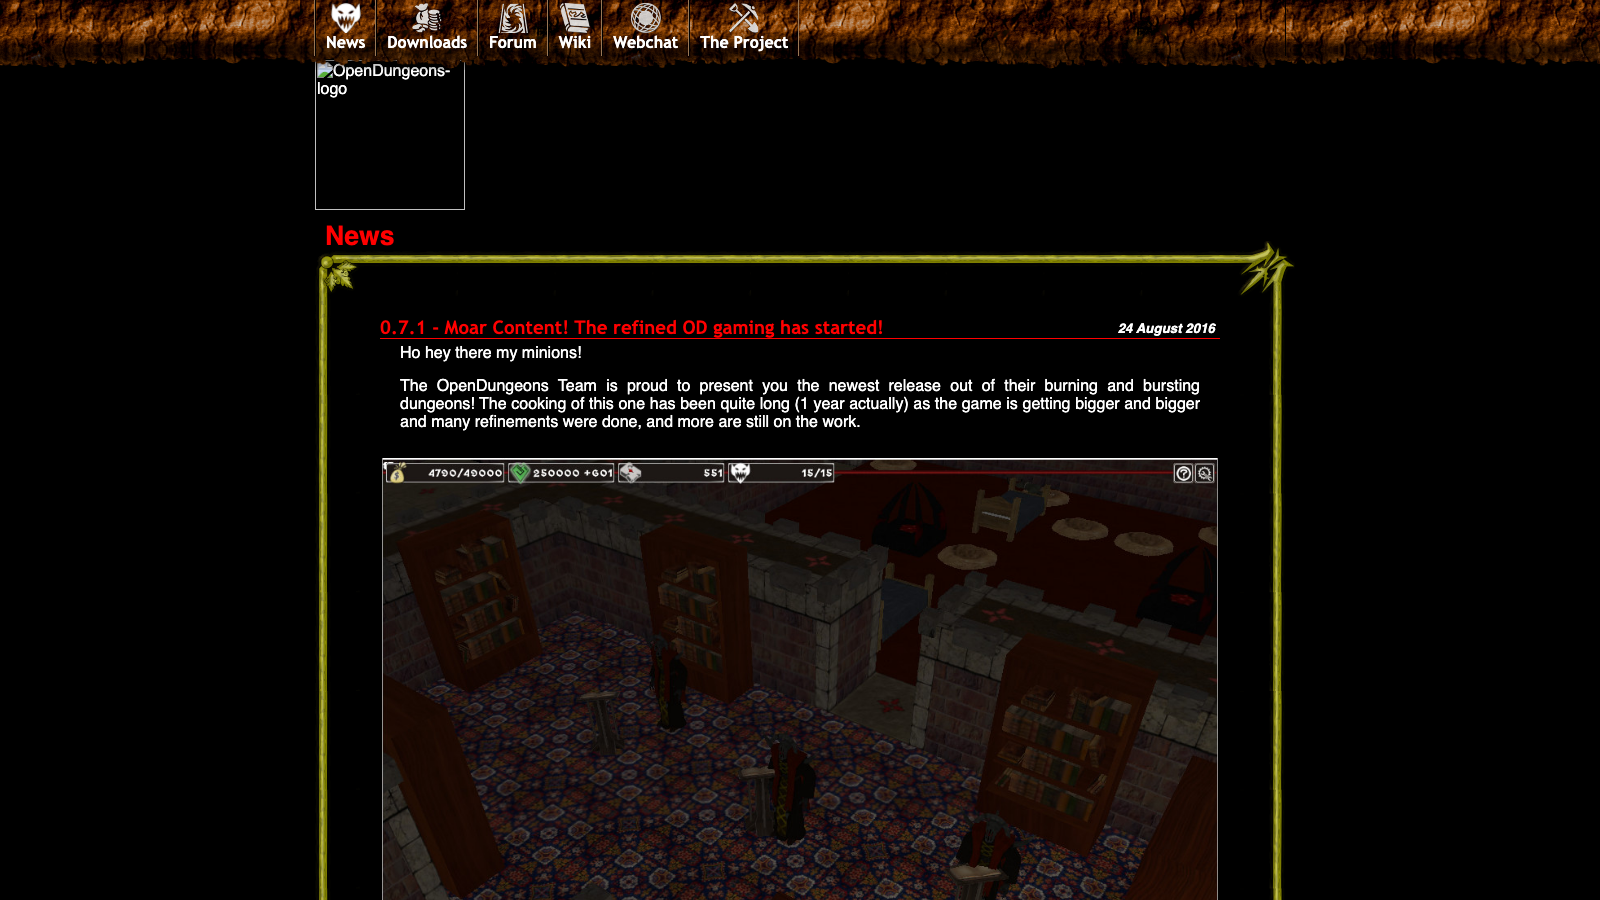 News
Downloads
Forum
Wiki
Webchat
The Project
OpenDungeons-
logo
News
0.7.1 - Moar Content! The refined OD gaming has started!
24 August 2016
Ho hey there my minions!
The OpenDungeons Team is proud to present you the newest release out of their burning and bursting
dungeons! The cooking of this one has been quite long (1 year actually) as the game is getting bigger and bigger
and many refinements were done, and more are still on the work.
4790/49000
250000 +601
551
15/15
?